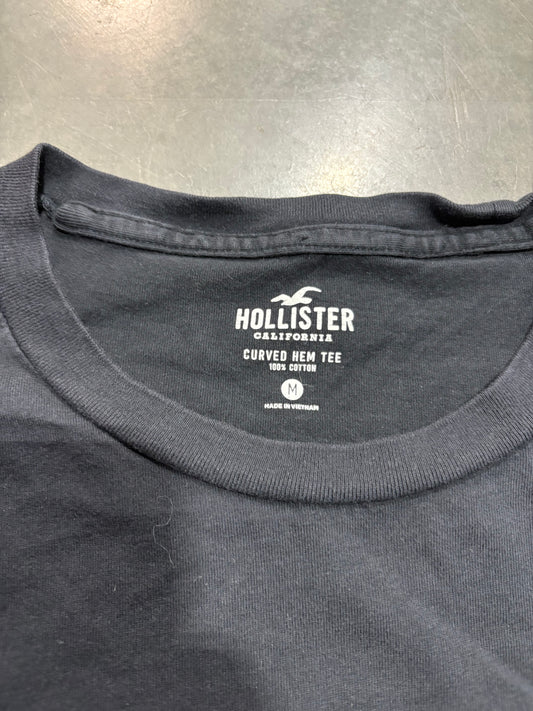 HOLLISTER
CALIFORNIA
CURVED HEM TEE
100% COTTON
M
MADE IN VIETNAM